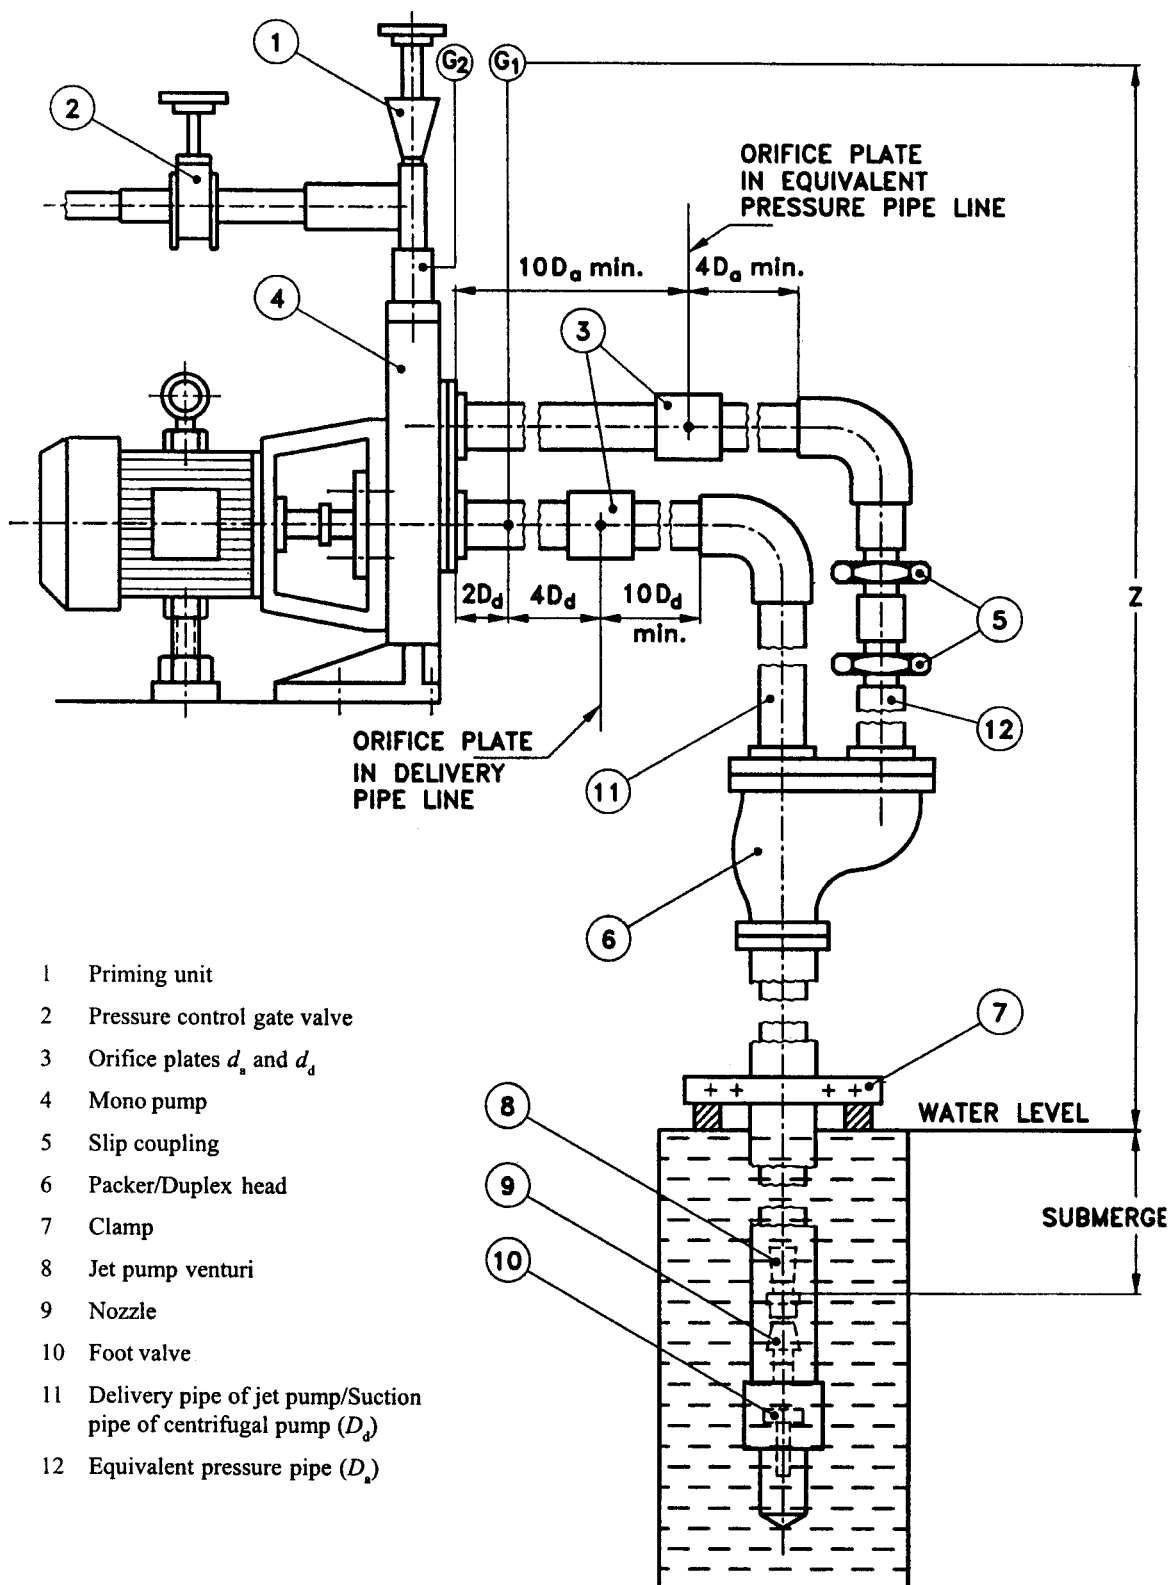 1
G2
G1
2
ORIFICE PLATE
IN EQUIVALENT
PRESSURE PIPE LINE
10Da min.
4Da min.
4
3
Z
2Dd
4Dd
10Dd
min.
5
ORIFICE PLATE
IN DELIVERY
PIPE LINE
11
12
6
7
8
WATER LEVEL
9
SUBMERGE
10
1 Priming unit
2 Pressure control gate valve
3 Orifice plates da and dd
4 Mono pump
5 Slip coupling
6 Packer/Duplex head
7 Clamp
8 Jet pump venturi
9 Nozzle
10 Foot valve
11 Delivery pipe of jet pump/Suction
pipe of centrifugal pump (Dd)
12 Equivalent pressure pipe (Da)